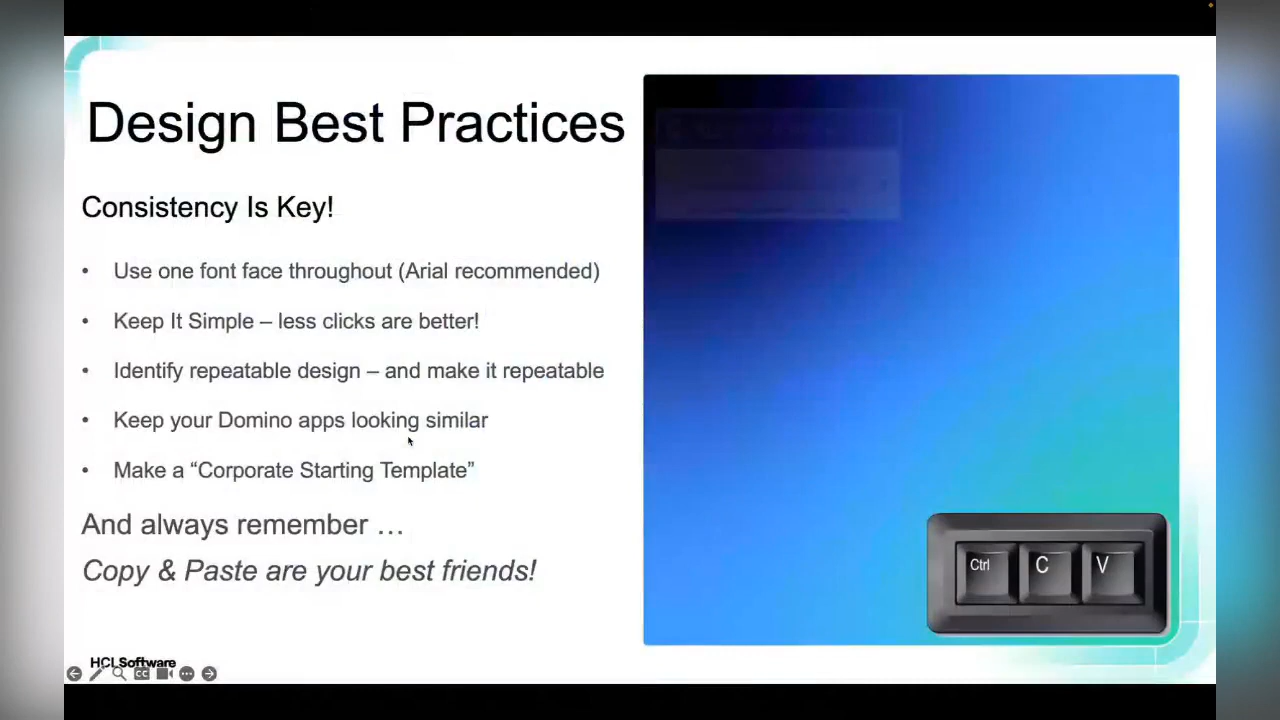 Design Best Practices
Consistency Is Key!
• Use one font face throughout (Arial recommended)
• Keep It Simple – less clicks are better!
• Identify repeatable design – and make it repeatable
• Keep your Domino apps looking similar
• Make a “Corporate Starting Template”
And always remember …
Copy & Paste are your best friends!
Ctrl C V
HCLSoftware
CC